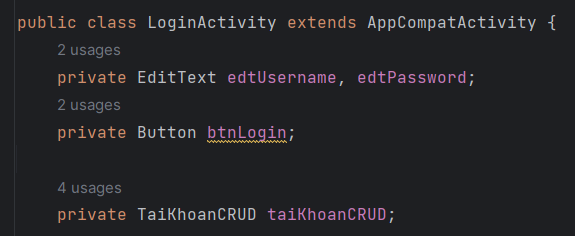 public class LoginActivity extends AppCompatActivity {
2 usages
private EditText edtUsername, edtPassword;
2 usages
private Button btnLogin;
4 usages
private TaiKhoanCRUD taiKhoanCRUD;